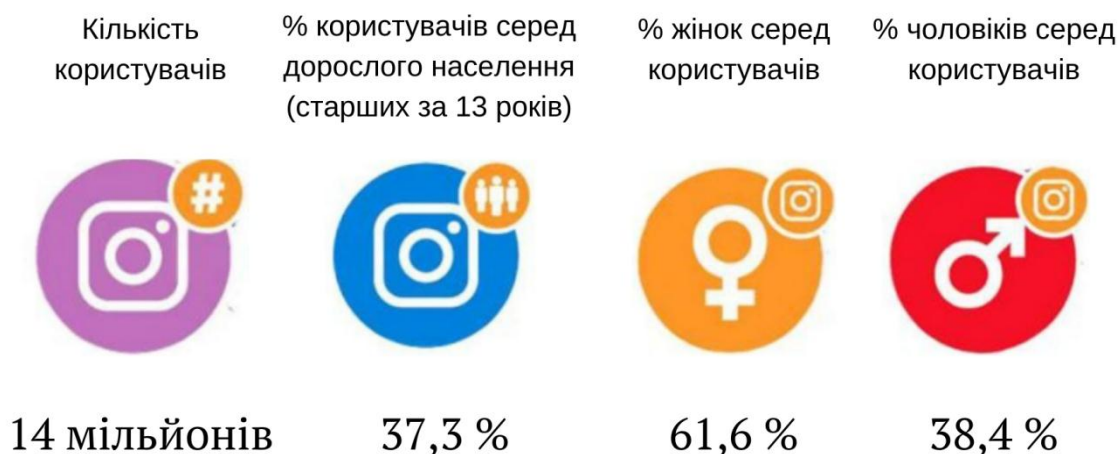 Кількість
користувачів
% користувачів серед
дорослого населення
(старших за 13 років)
% жінок серед
користувачів
% чоловіків серед
користувачів
#
14 мільйонів
37,3 %
61,6 %
38,4 %